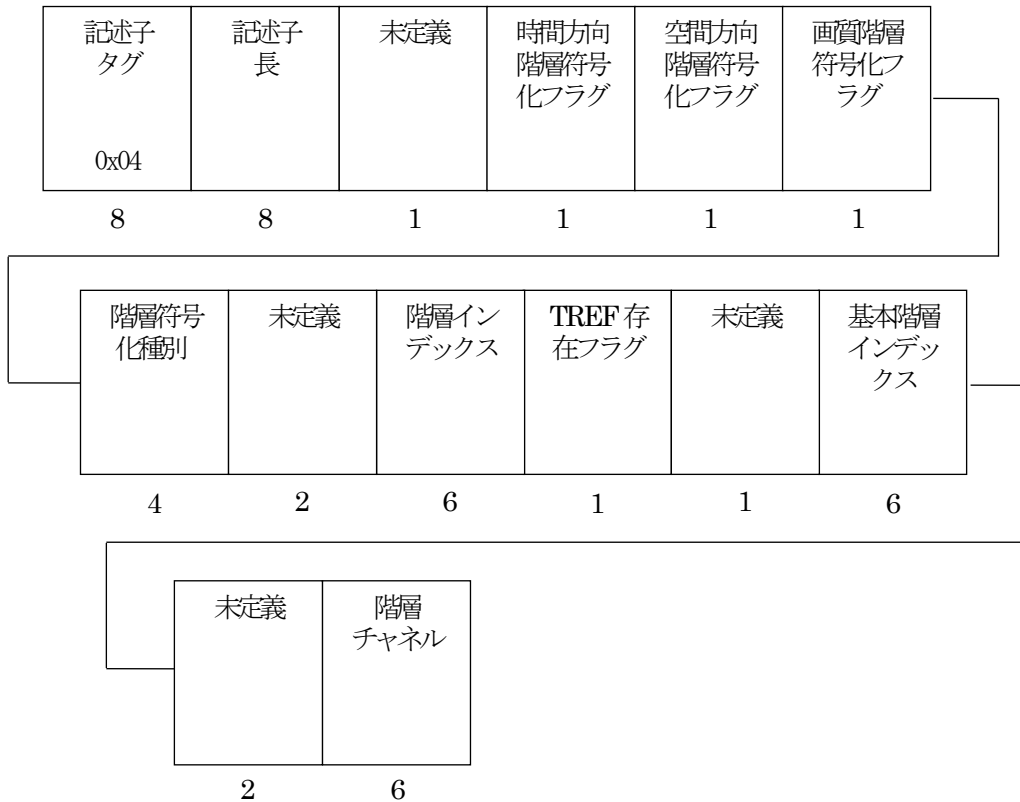 記述子
タグ
0x04
記述子
長
未定義
時間方向
階層符号
化フラグ
空間方向
階層符号
化フラグ
画質階層
符号化フ
ラグ
8
8
1
1
1
1
階層符号
化種別
未定義
階層イン
デックス
TREF 存
在フラグ
未定義
基本階層
インデッ
クス
4
2
6
1
1
6
未定義
階層
チャネル
2
6